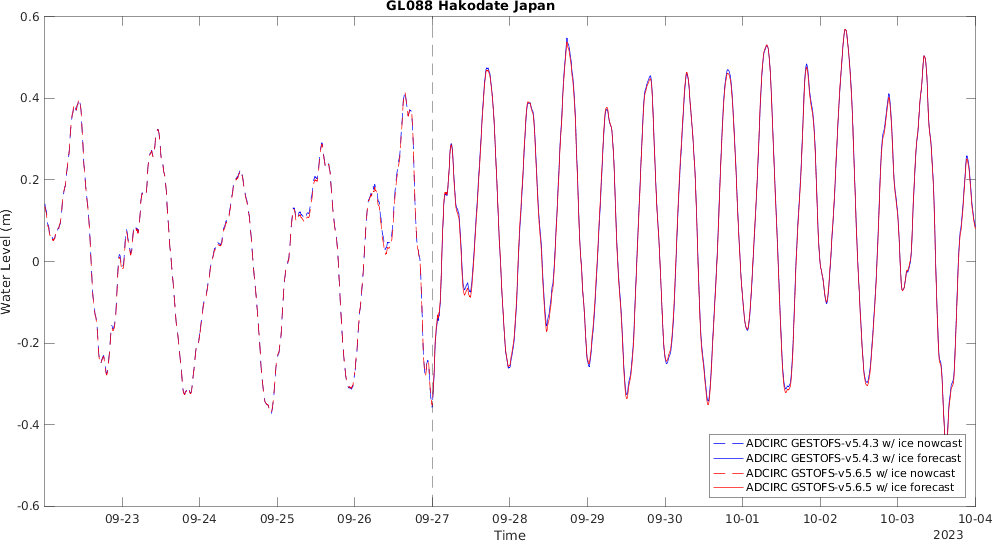 GL088 Hakodate Japan
0.6
0.4
0.2
0
-0.2
-0.4
-0.6
Water Level (m)
ADCIRC GESTOFS-v5.4.3 w/ ice nowcast
ADCIRC GESTOFS-v5.4.3 w/ ice forecast
ADCIRC GSTOFS-v5.6.5 w/ ice nowcast
ADCIRC GSTOFS-v5.6.5 w/ ice forecast
09-23 09-24 09-25 09-26 09-27 09-28 09-29 09-30 10-01 10-02 10-03 10-04
Time
2023